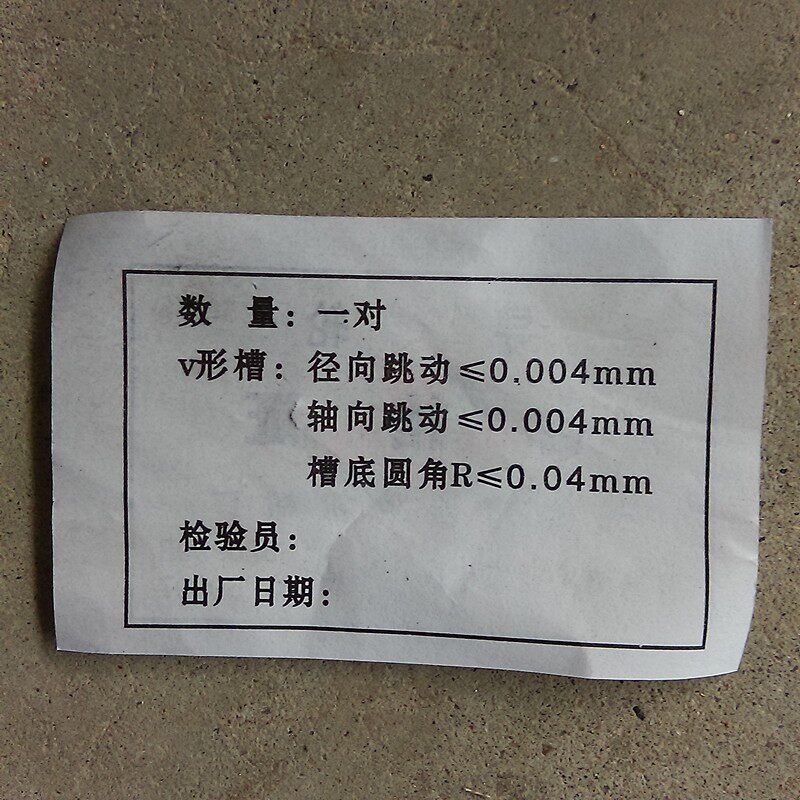 数 量：一对
v形槽：径向跳动≤0.004mm
轴向跳动≤0.004mm
槽底圆角R≤0.04mm
检验员：
出厂日期：